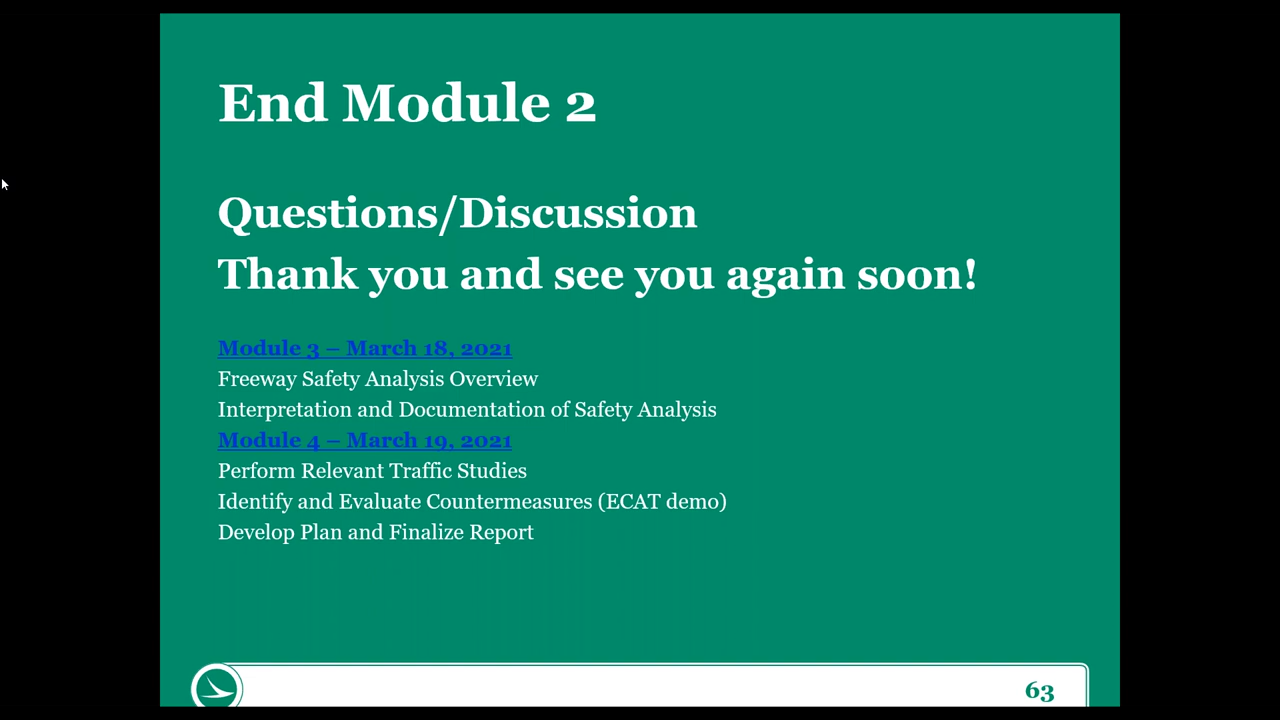 End Module 2
Questions/Discussion
Thank you and see you again soon!
Module 3 – March 18, 2021
Freeway Safety Analysis Overview
Interpretation and Documentation of Safety Analysis
Module 4 – March 19, 2021
Perform Relevant Traffic Studies
Identify and Evaluate Countermeasures (ECAT demo)
Develop Plan and Finalize Report
63